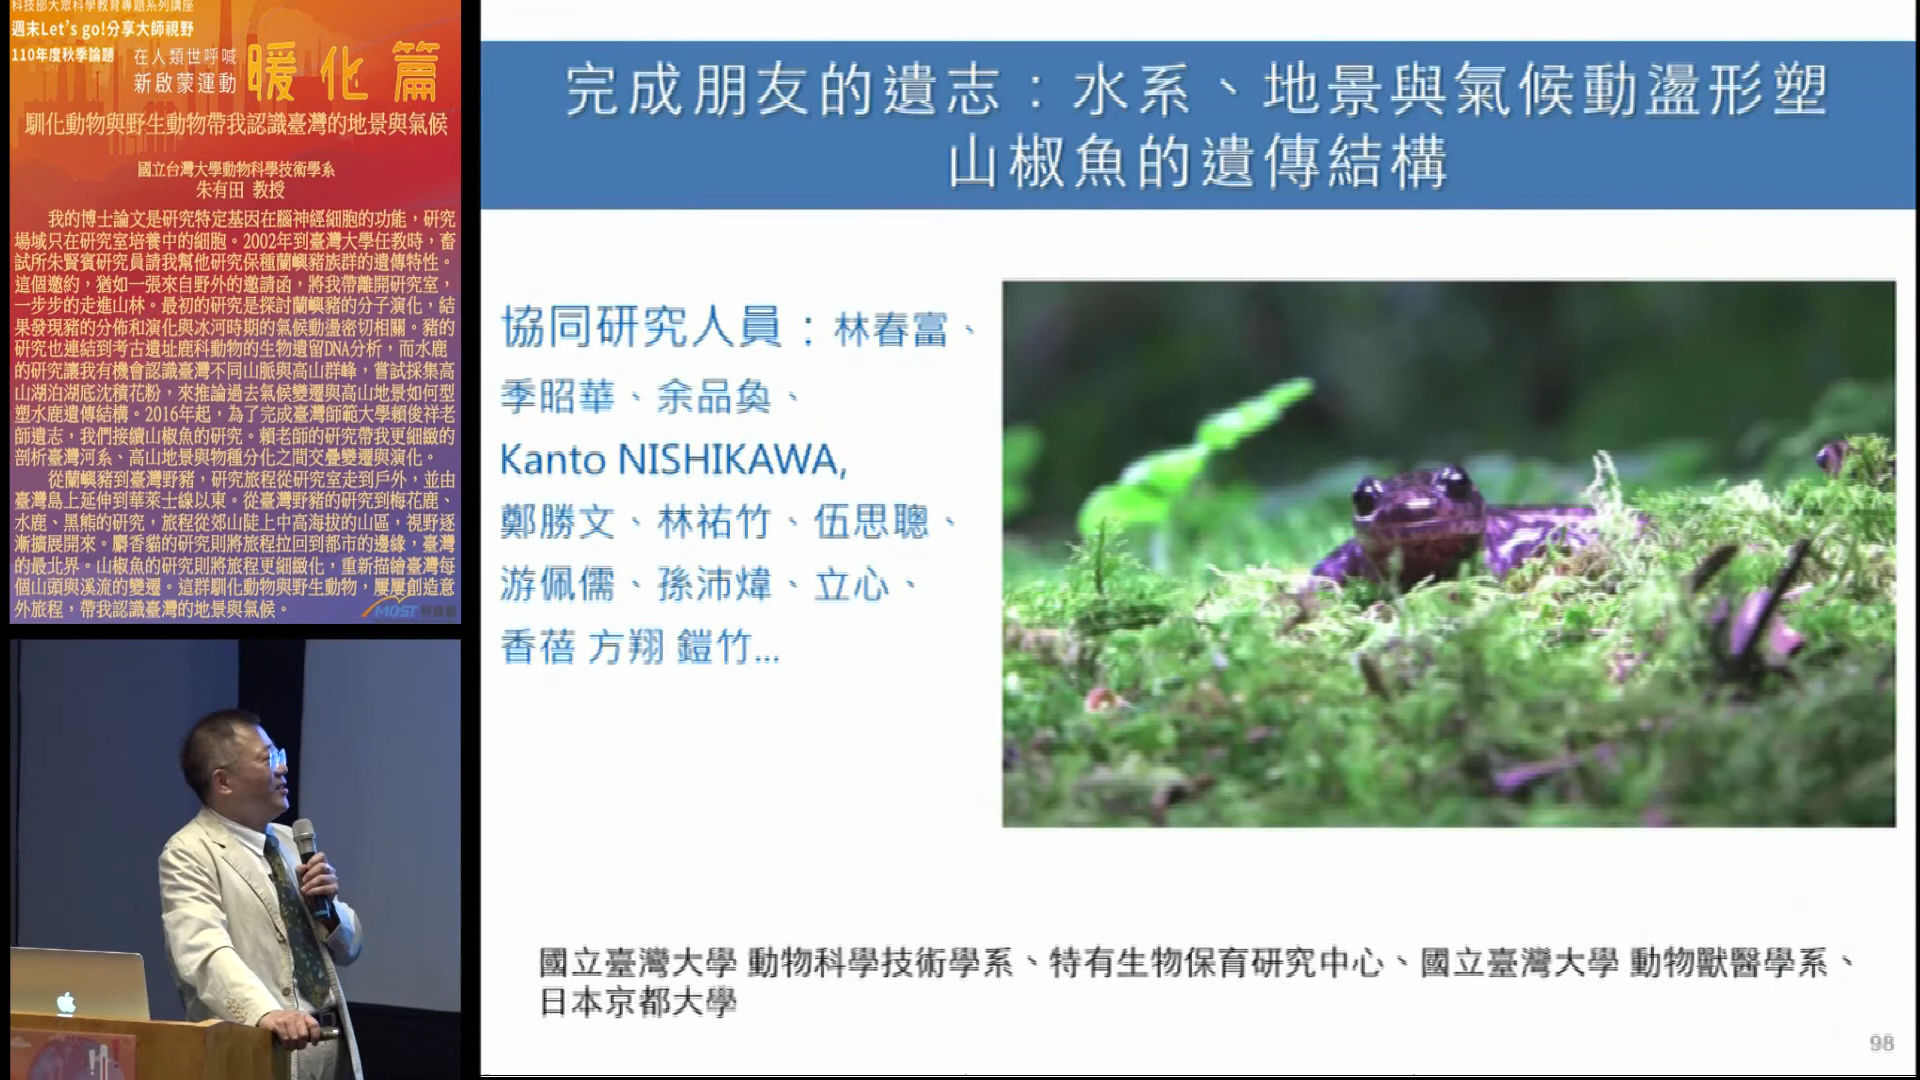 科技部大眾科學教育專題系列講座
週末Let's go!分享大師視野
110年度秋季論題
在人類世呼喊
新啟蒙運動
暖化篇
馴化動物與野生動物帶我認識臺灣的地景與氣候
國立台灣大學動物科學技術學系
朱有田 教授
我的博士論文是研究特定基因在腦神經細胞的功能，研究
場域只在研究室培養中的細胞。2002年到臺灣大學任教時，畜
試所朱賢賓研究員請我幫他研究保種蘭嶼豬族群的遺傳特性。
這個邀約，猶如一張來自野外的邀請函，將我帶離開研究室，
一步步的走進山林。最初的研究是探討蘭嶼豬的分子演化，結
果發現豬的分佈和演化與冰河時期的氣候動盪密切相關。豬的
研究也連結到考古遺址鹿科動物的生物遺留DNA分析，而水鹿
的研究讓我有機會認識臺灣不同山脈與高山群峰，嘗試採集高
山湖泊湖底沈積花粉，來推論過去氣候變遷與高山地景如何型
塑水鹿遺傳結構。2016年起，為了完成臺灣師範大學賴俊祥老
師遺志，我們接續山椒魚的研究。賴老師的研究帶我更細緻的
剖析臺灣河系、高山地景與物種分化之間交疊變遷與演化。
從蘭嶼豬到臺灣野豬，研究旅程從研究室走到戶外，並由
臺灣島上延伸到華萊士線以東。從臺灣野豬的研究到梅花鹿、
水鹿、黑熊的研究，旅程從郊山陡上中高海拔的山區，視野逐
漸擴展開來。麝香貓的研究則將旅程拉回到都市的邊緣，臺灣
的最北界。山椒魚的研究則將旅程更細緻化，重新描繪臺灣每
個山頭與溪流的變遷。這群馴化動物與野生動物，屢屢創造意
外旅程，帶我認識臺灣的地景與氣候。
MOST 科技部
完成朋友的遺志：水系、地景與氣候動盪形塑
山椒魚的遺傳結構
協同研究人員：林春富、
季昭華、余品奐、
Kanto NISHIKAWA,
鄭勝文、林祐竹、伍思聰、
游佩儒、孫沛煒、立心、
香蓓 方翔 鎧竹...
國立臺灣大學 動物科學技術學系、特有生物保育研究中心、國立臺灣大學 動物獸醫學系、
日本京都大學
98